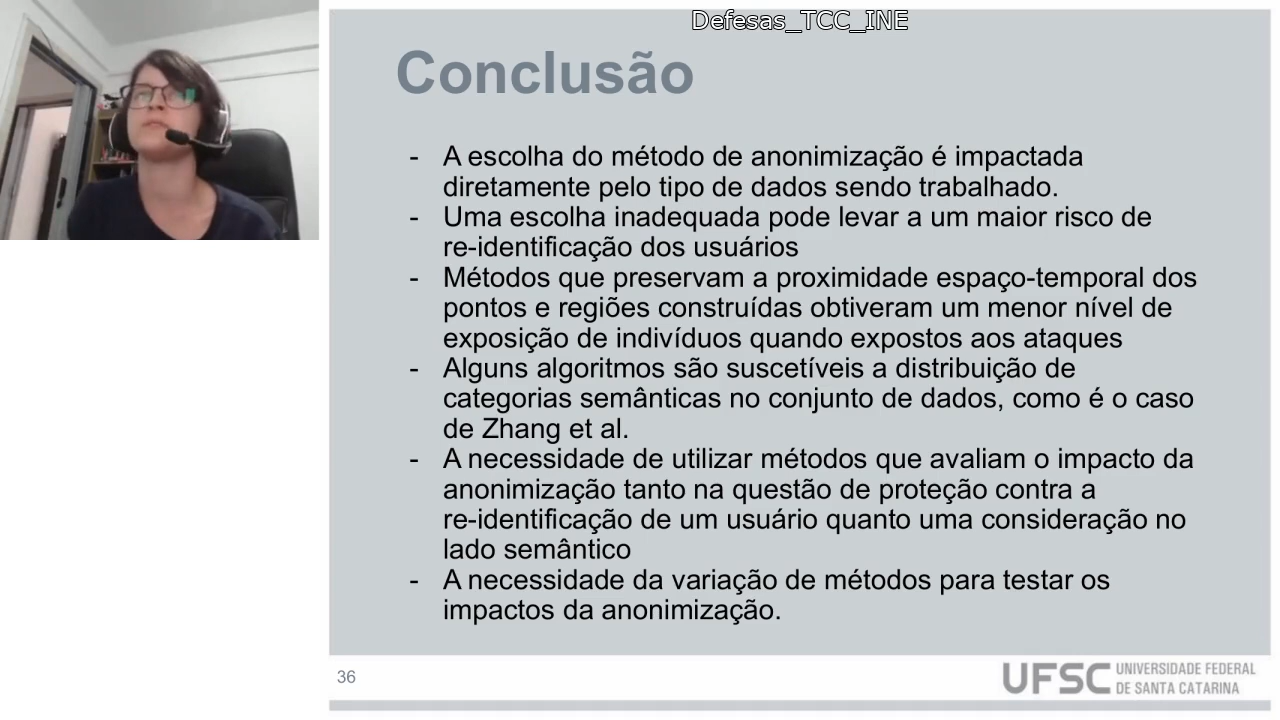 Defesas_TCC_INE
Conclusão
- A escolha do método de anonimização é impactada
diretamente pelo tipo de dados sendo trabalhado.
- Uma escolha inadequada pode levar a um maior risco de
re-identificação dos usuários
- Métodos que preservam a proximidade espaço-temporal dos
pontos e regiões construídas obtiveram um menor nível de
exposição de indivíduos quando expostos aos ataques
- Alguns algoritmos são suscetíveis a distribuição de
categorias semânticas no conjunto de dados, como é o caso
de Zhang et al.
- A necessidade de utilizar métodos que avaliam o impacto da
anonimização tanto na questão de proteção contra a
re-identificação de um usuário quanto uma consideração no
lado semântico
- A necessidade da variação de métodos para testar os
impactos da anonimização.
36
UFSC UNIVERSIDADE FEDERAL
DE SANTA CATARINA